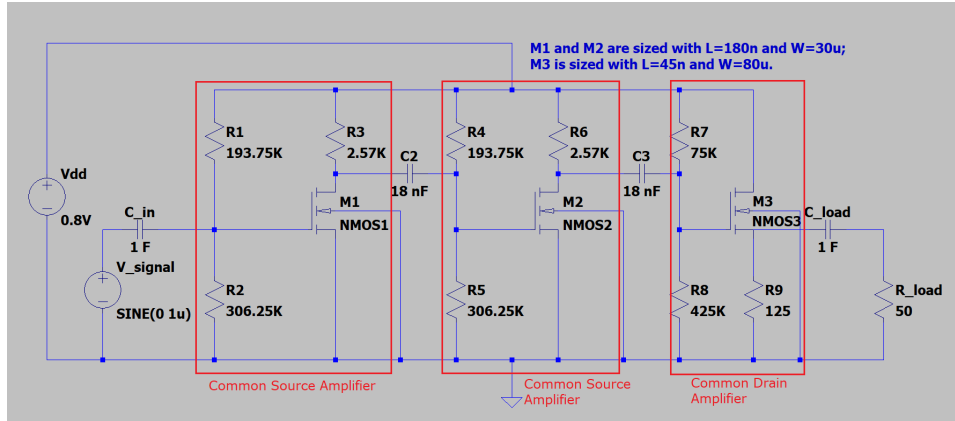 M1 and M2 are sized with L=180n and W=30u;
M3 is sized with L=45n and W=80u.
Vdd
0.8V
C_in
1 F
V_signal
SINE(0 1u)
R1
193.75K
R2
306.25K
R3
2.57K
M1
NMOS1
Common Source Amplifier
C2
18 nF
R4
193.75K
R5
306.25K
R6
2.57K
M2
NMOS2
Common Source
Amplifier
C3
18 nF
R7
75K
R8
425K
M3
NMOS3
R9
125
Common Drain
Amplifier
C_load
1 F
R_load
50